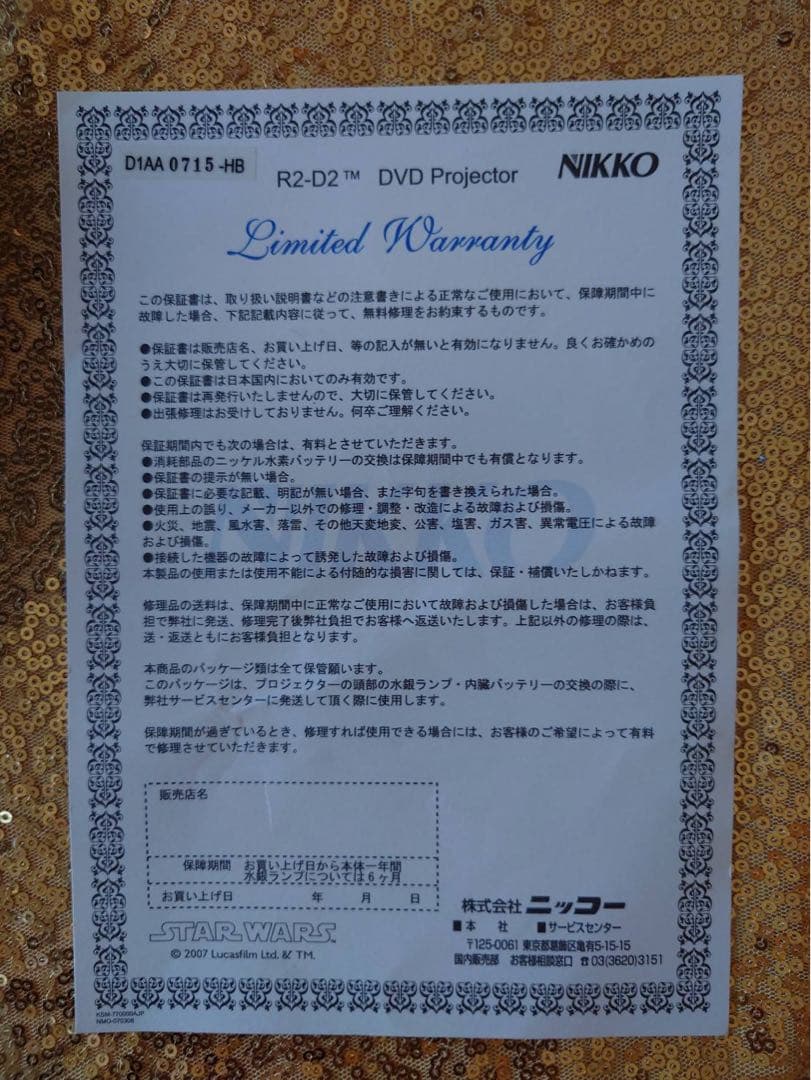 D1AA 0715-HB
R2-D2™ DVD Projector
NIKKO
Limited Warranty
この保証書は、取り扱い説明書などの注意書きによる正常なご使用において、保障期間中に
故障した場合、下記記載内容に従って、無料修理をお約束するものです。
●保証書は販売店名、お買い上げ日、等の記入が無いと有効になりません。良くお確かめの
うえ大切に保管してください。
●この保証書は日本国内においてのみ有効です。
●保証書は再発行いたしませんので、大切に保管してください。
●出張修理はお受けしておりません。何卒ご理解ください。
保証期間内でも次の場合は、有料とさせていただきます。
●消耗部品のニッケル水素バッテリーの交換は保障期間中でも有償となります。
●保証書の提示が無い場合。
●保証書に必要な記載、明記が無い場合、また字句を書き換えられた場合。
●使用上の誤り、メーカー以外での修理・調整・改造による故障および損傷。
●火災、地震、風水害、落雷、その他天変地変、公害、塩害、ガス害、異常電圧による故障
および損傷。
●接続した機器の故障によって誘発した故障および損傷。
本製品の使用または使用不能による付随的な損害に関しては、保証・補償いたしかねます。
NIKKO
修理品の送料は、保障期間中に正常なご使用において故障および損傷した場合は、お客様負
担で弊社に発送、修理完了後弊社負担でお客様へ返送いたします。上記以外の修理の際は、
送・返送ともにお客様負担となります。
本商品のパッケージ類は全て保管願います。
このパッケージは、プロジェクターの頭部の水銀ランプ・内臓バッテリーの交換の際に、
弊社サービスセンターに発送して頂く際に使用します。
保障期間が過ぎているとき、修理すれば使用できる場合には、お客様のご希望によって有料
で修理させていただきます。
販売店名
保障期間 お買い上げ日から本体一年間
水銀ランプについては6ヶ月
お買い上げ日 年 月 日
STAR WARS
© 2007 Lucasfilm Ltd. & TM.
株式会社 ニッコー
■本 社 ■サービスセンター
〒125-0061 東京都葛飾区亀有5-15-15
国内販売部 お客様相談窓口 ☎03(3620)3151
KSM-770000AJP
NMO-070308